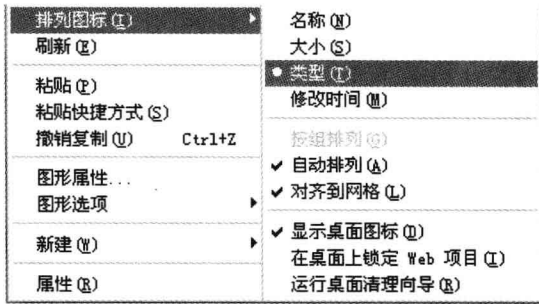 排列图标(I)
刷新(E)
粘贴(P)
粘贴快捷方式(S)
撤销复制(U) Ctrl+Z
图形属性...
图形选项
新建(W)
属性(R)
名称(N)
大小(S)
类型(T)
修改时间(M)
按组排列(G)
自动排列(A)
对齐到网格(L)
显示桌面图标(D)
在桌面上锁定 Web 项目(I)
运行桌面清理向导(R)